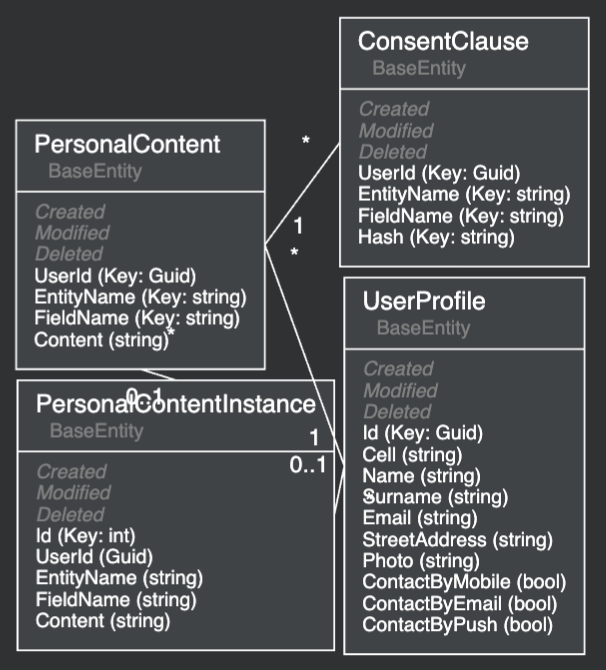 ConsentClause
BaseEntity
Created
Modified
Deleted
UserId (Key: Guid)
EntityName (Key: string)
FieldName (Key: string)
Hash (Key: string)
*
1
*
PersonalContent
BaseEntity
Created
Modified
Deleted
UserId (Key: Guid)
EntityName (Key: string)
FieldName (Key: string)
Content (string)
*
0..1
UserProfile
BaseEntity
Created
Modified
Deleted
Id (Key: Guid)
Cell (string)
Name (string)
Surname (string)
*
Email (string)
StreetAddress (string)
Photo (string)
ContactByMobile (bool)
ContactByEmail (bool)
ContactByPush (bool)
PersonalContentInstance
BaseEntity
1
0..1
Created
Modified
Deleted
Id (Key: int)
UserId (Guid)
EntityName (string)
FieldName (string)
Content (string)